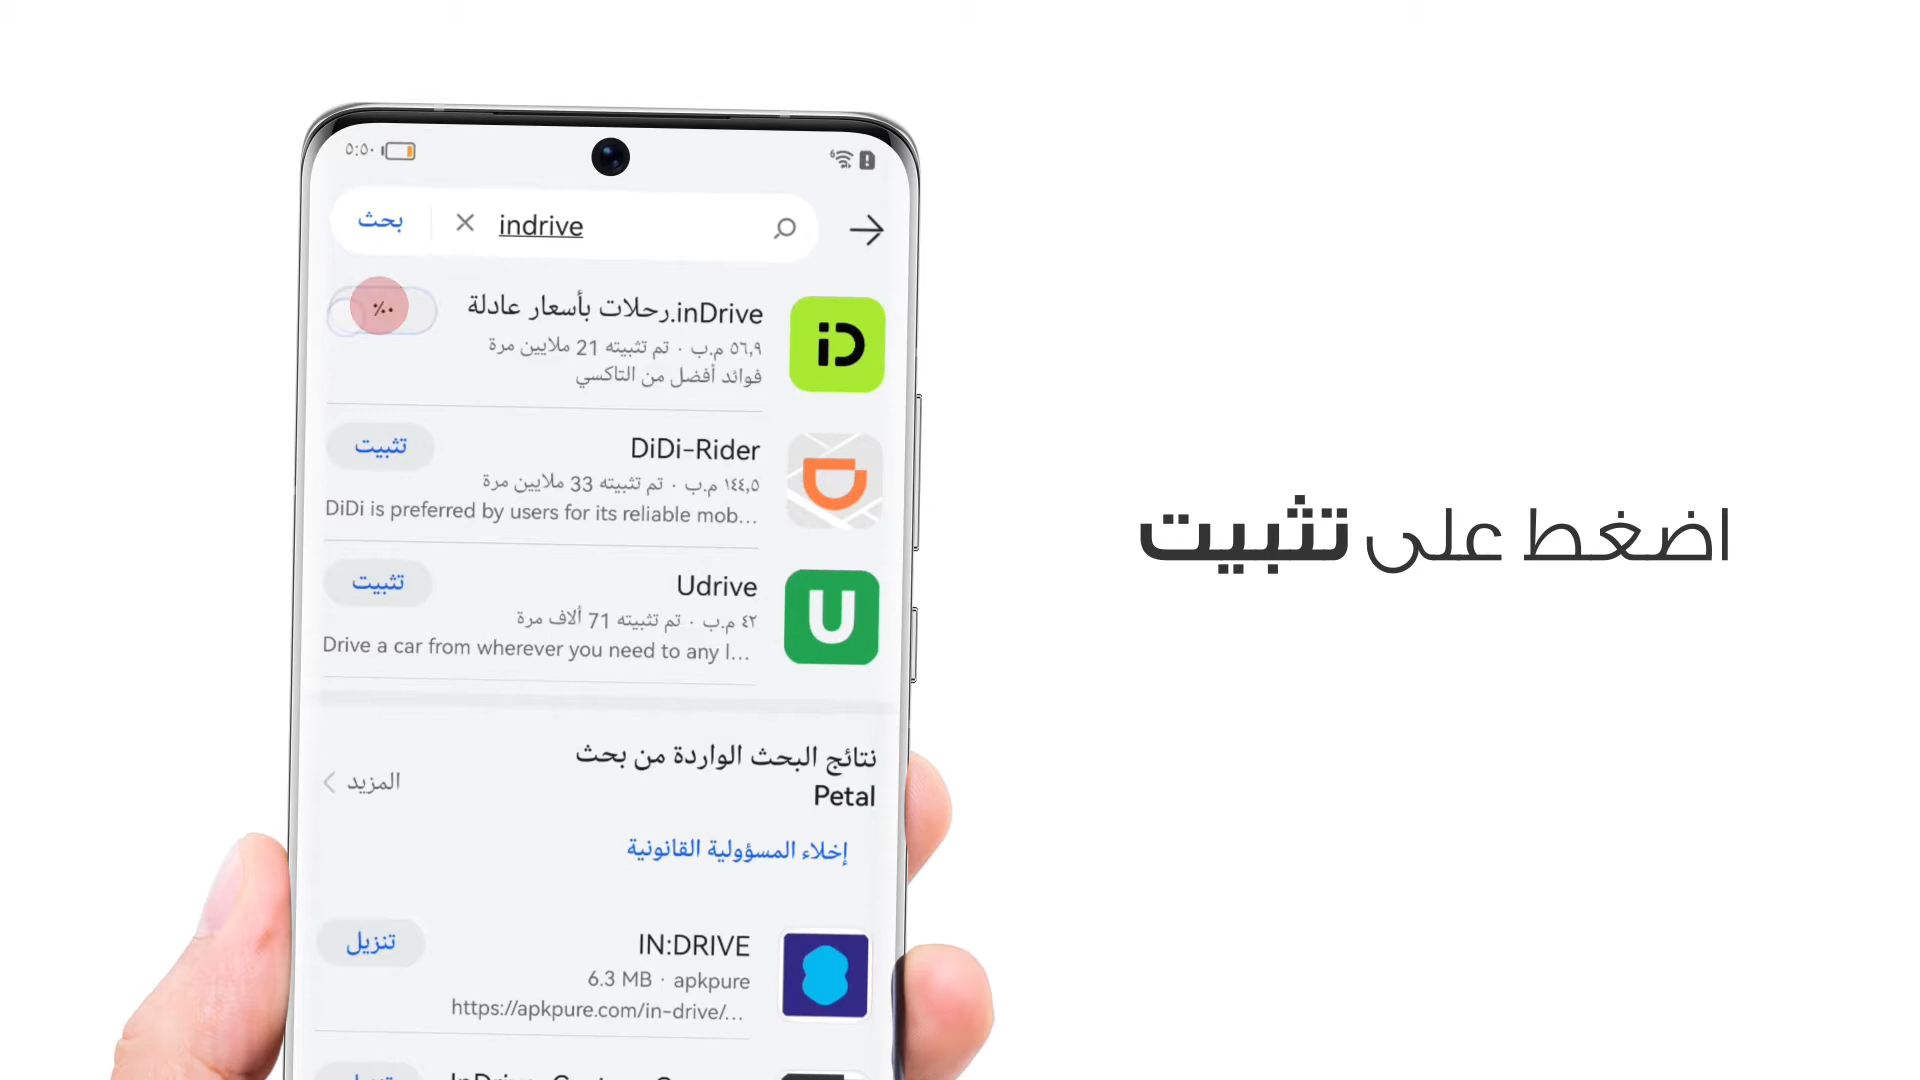 ٥:٥٠
indrive
بحث
inDrive.رحلات بأسعار عادلة
٥٦,٩ م.ب · تم تثبيته 21 ملايين مرة
فوائد أفضل من التاكسي
٪٠
iD
DiDi-Rider
١٤٤,٥ م.ب · تم تثبيته 33 ملايين مرة
DiDi is preferred by users for its reliable mob...
تثبيت
Udrive
٤٢ م.ب · تم تثبيته 71 ألاف مرة
Drive a car from wherever you need to any l...
تثبيت
U
نتائج البحث الواردة من بحث
Petal
المزيد
إخلاء المسؤولية القانونية
IN:DRIVE
6.3 MB · apkpure
https://apkpure.com/in-drive/...
تنزيل
اضغط على تثبيت